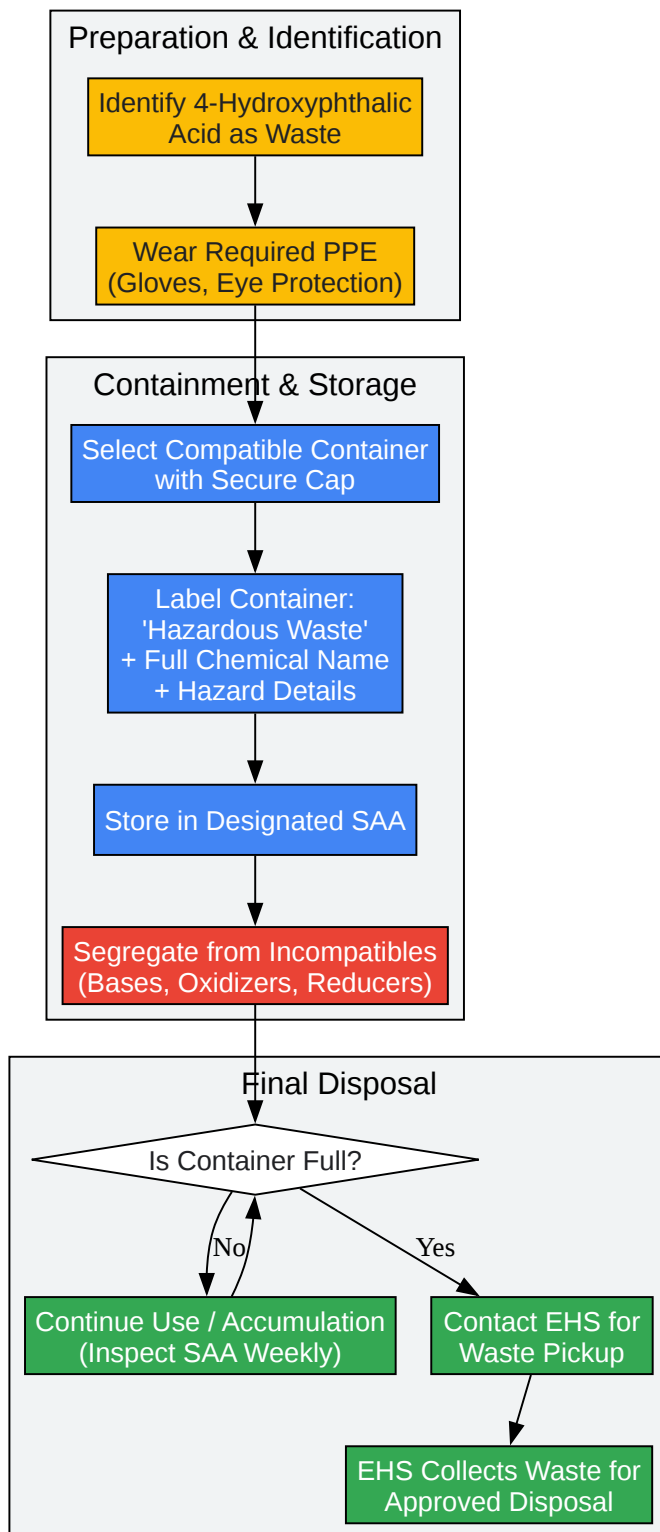 Preparation & Identification
Identify 4-Hydroxyphthalic
Acid as Waste
Wear Required PPE
(Gloves, Eye Protection)
Containment & Storage
Select Compatible Container
with Secure Cap
Label Container:
'Hazardous Waste'
+ Full Chemical Name
+ Hazard Details
Store in Designated SAA
Segregate from Incompatibles
(Bases, Oxidizers, Reducers)
Final Disposal
Is Container Full?
No
Yes
Continue Use / Accumulation
(Inspect SAA Weekly)
Contact EHS for
Waste Pickup
EHS Collects Waste for
Approved Disposal